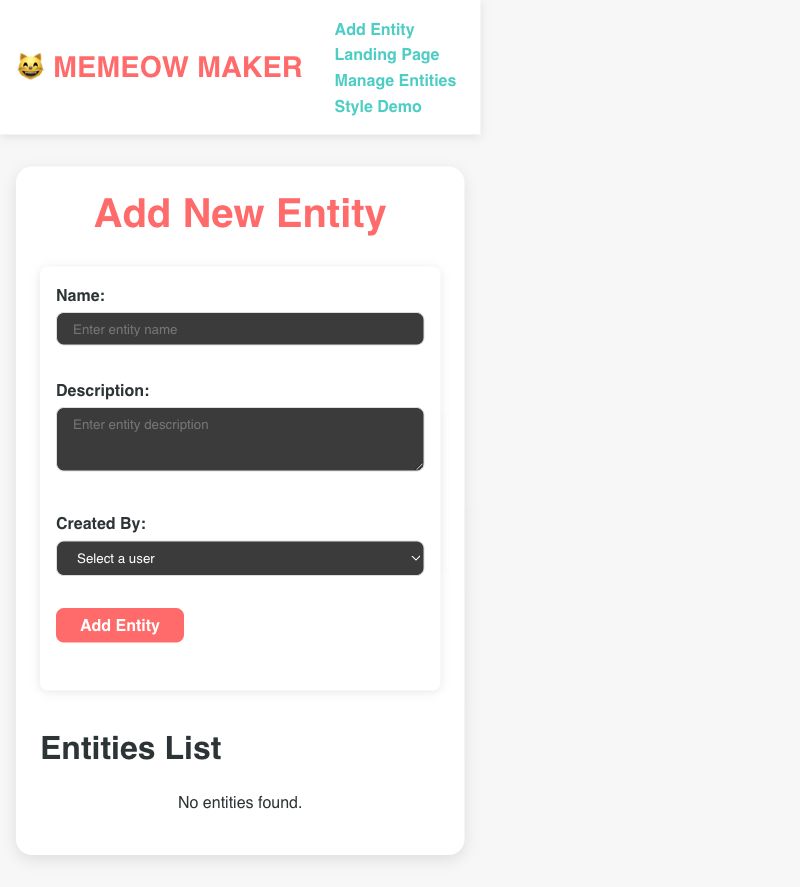 😸 MEMEOW MAKER
Add Entity
Landing Page
Manage Entities
Style Demo
Add New Entity
Name:
Enter entity name
Description:
Enter entity description
Created By:
Select a user
Add Entity
Entities List
No entities found.